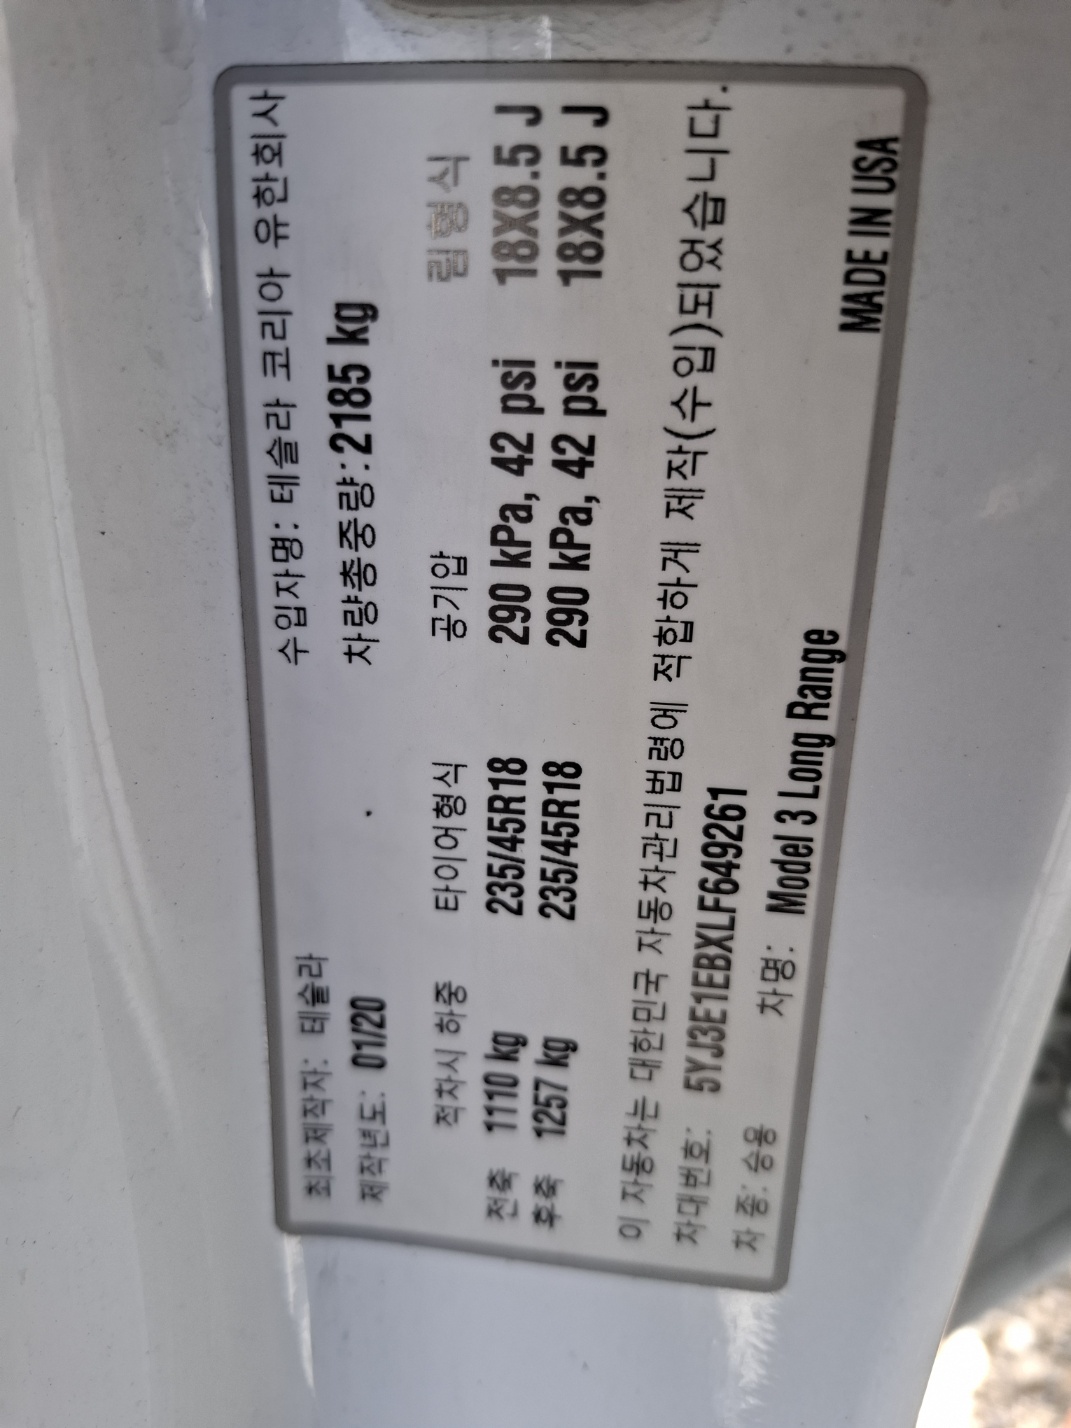 최초제작자: 테슬라 수입자명: 테슬라 코리아 유한회사
제작년도: 01/20 차량총중량:2185 kg
적차시 하중 타이어형식 공기압 림형식
전축 1110 kg 235/45R18 290 kPa, 42 psi 18X8.5 J
후축 1257 kg 235/45R18 290 kPa, 42 psi 18X8.5 J
이 자동차는 대한민국 자동차관리법령에 적합하게 제작(수입)되었습니다.
차대번호: 5YJ3E1EBXLF649261
차 종: 승용 차명: Model 3 Long Range MADE IN USA